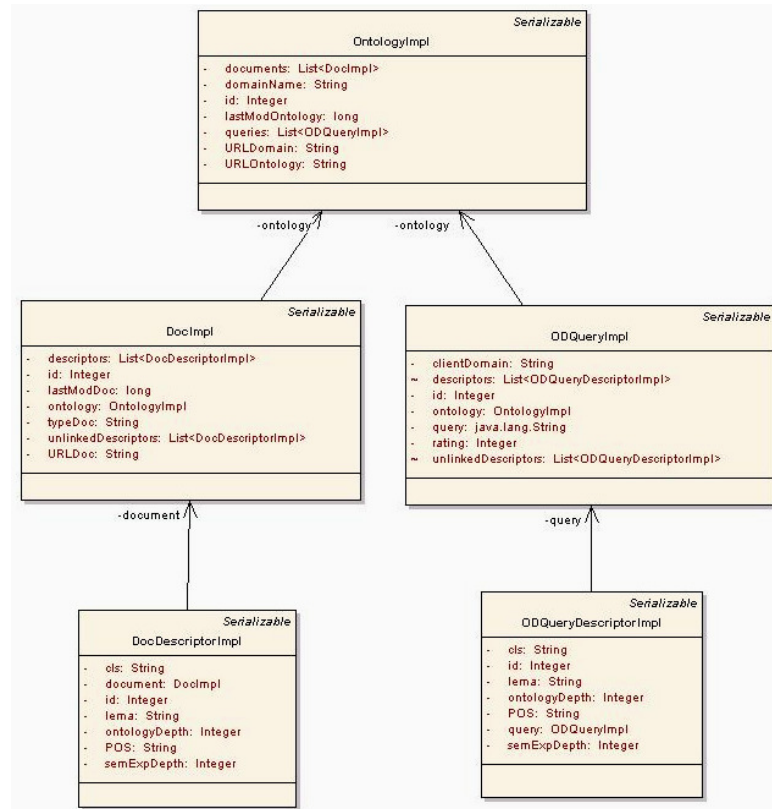 Serializable
OntologyImpl
- documents: List<DocImpl>
- domainName: String
- id: Integer
- lastModOntology: long
- queries: List<ODQueryImpl>
- URLDomain: String
- URLOntology: String
-ontology
-ontology
Serializable
DocImpl
- descriptors: List<DocDescriptorImpl>
- id: Integer
- lastModDoc: long
- ontology: OntologyImpl
- typeDoc: String
- unlinkedDescriptors: List<DocDescriptorImpl>
- URLDoc: String
Serializable
ODQueryImpl
- clientDomain: String
~ descriptors: List<ODQueryDescriptorImpl>
- id: Integer
- ontology: OntologyImpl
- query: java.lang.String
- rating: Integer
~ unlinkedDescriptors: List<ODQueryDescriptorImpl>
-document
-query
Serializable
DocDescriptorImpl
- cls: String
- document: DocImpl
- id: Integer
- lema: String
- ontologyDepth: Integer
- POS: String
- semExpDepth: Integer
Serializable
ODQueryDescriptorImpl
- cls: String
- id: Integer
- lema: String
- ontologyDepth: Integer
- POS: String
- query: ODQueryImpl
- semExpDepth: Integer